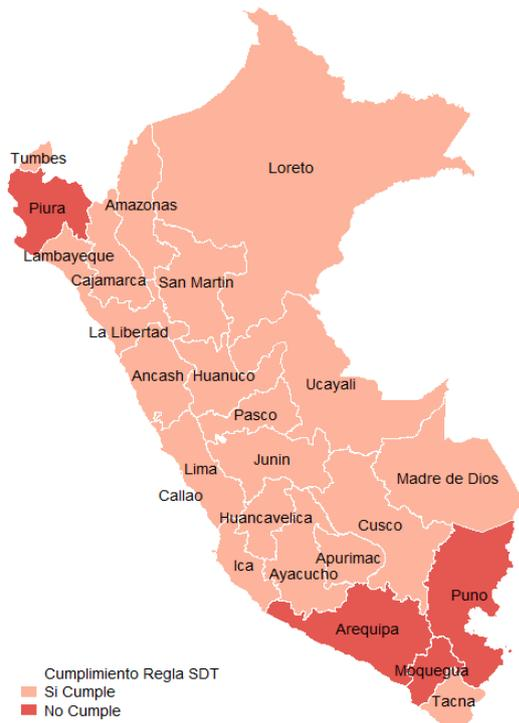 Loreto
Tumbes
Amazonas
Piura
Lambayeque
Cajamarca
San Martin
La Libertad
Ancash
Huanuco
Ucayali
Pasco
Junin
Lima
Madre de Dios
Callao
Huancavelica
Cusco
Apurimac
Ica
Ayacucho
Puno
Arequipa
Moquegua
Tacna
Cumplimiento Regla SDT
Si Cumple
No Cumple